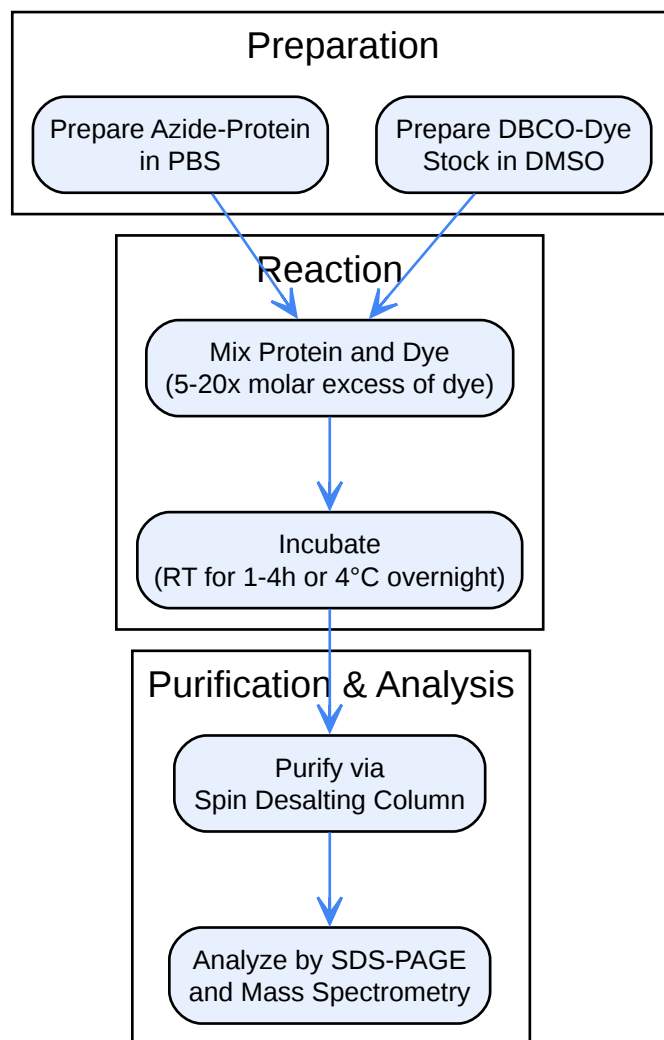 Preparation
Prepare Azide-Protein
in PBS
Prepare DBCO-Dye
Stock in DMSO
Reaction
Mix Protein and Dye
(5-20x molar excess of dye)
Incubate
(RT for 1-4h or 4°C overnight)
Purification & Analysis
Purify via
Spin Desalting Column
Analyze by SDS-PAGE
and Mass Spectrometry